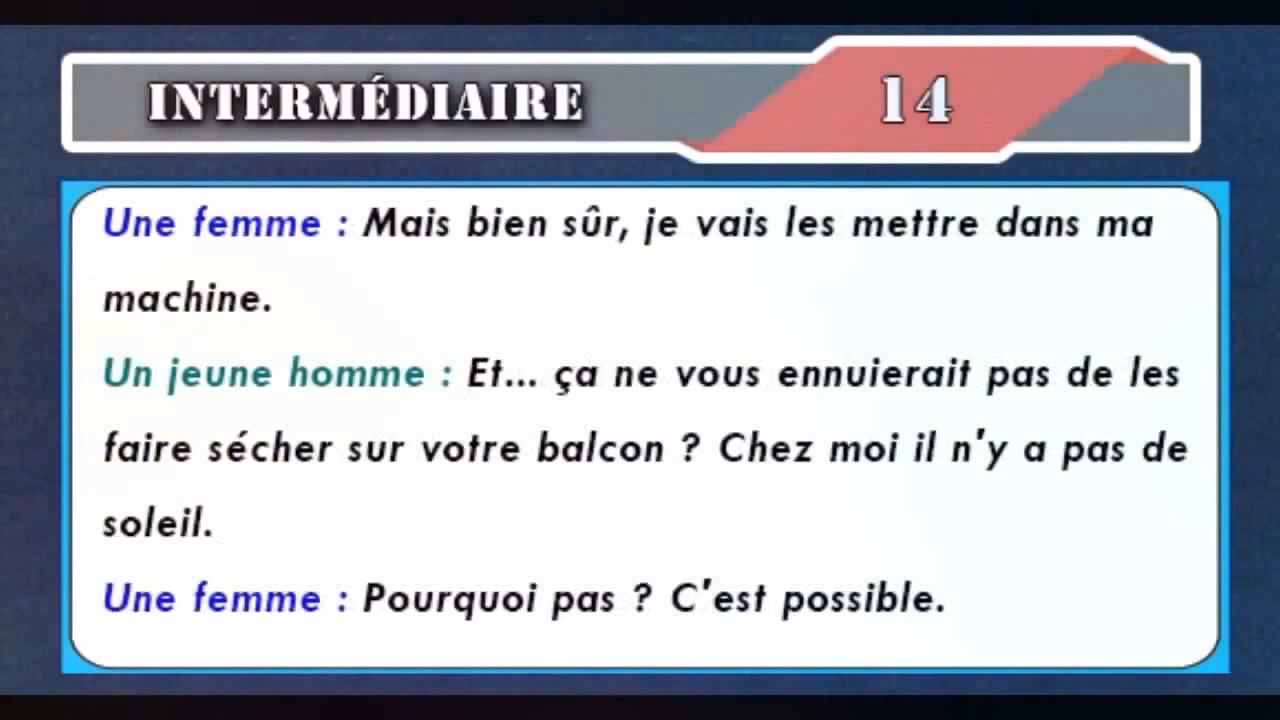 INTERMÉDIAIRE
14
Une femme : Mais bien sûr, je vais les mettre dans ma
machine.
Un jeune homme : Et... ça ne vous ennuierait pas de les
faire sécher sur votre balcon ? Chez moi il n'y a pas de
soleil.
Une femme : Pourquoi pas ? C'est possible.